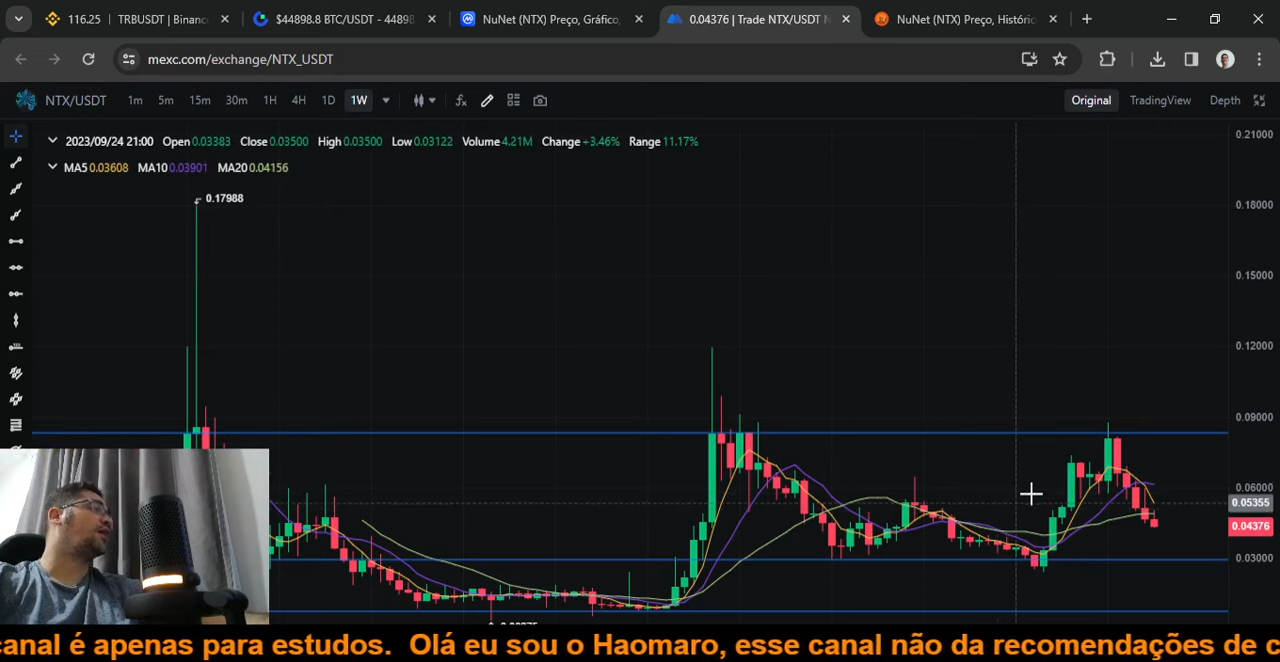 116.25 | TRBUSDT | Binanc
$44898.8 BTC/USDT - 44898
NuNet (NTX) Preço, Gráfico,
0.04376 | Trade NTX/USDT N
NuNet (NTX) Preço, Históric
mexc.com/exchange/NTX_USDT
NTX/USDT 1m 5m 15m 30m 1H 4H 1D 1W Original TradingView Depth
2023/09/24 21:00 Open 0.03383 Close 0.03500 High 0.03500 Low 0.03122 Volume 4.21M Change +3.46% Range 11.17%
MA5 0.03608 MA10 0.03901 MA20 0.04156
0.21000
0.17988
0.18000
0.15000
0.12000
0.09000
0.06000
0.05355
0.04376
0.03000
canal é apenas para estudos. Olá eu sou o Haomaro, esse canal não da recomendações de c